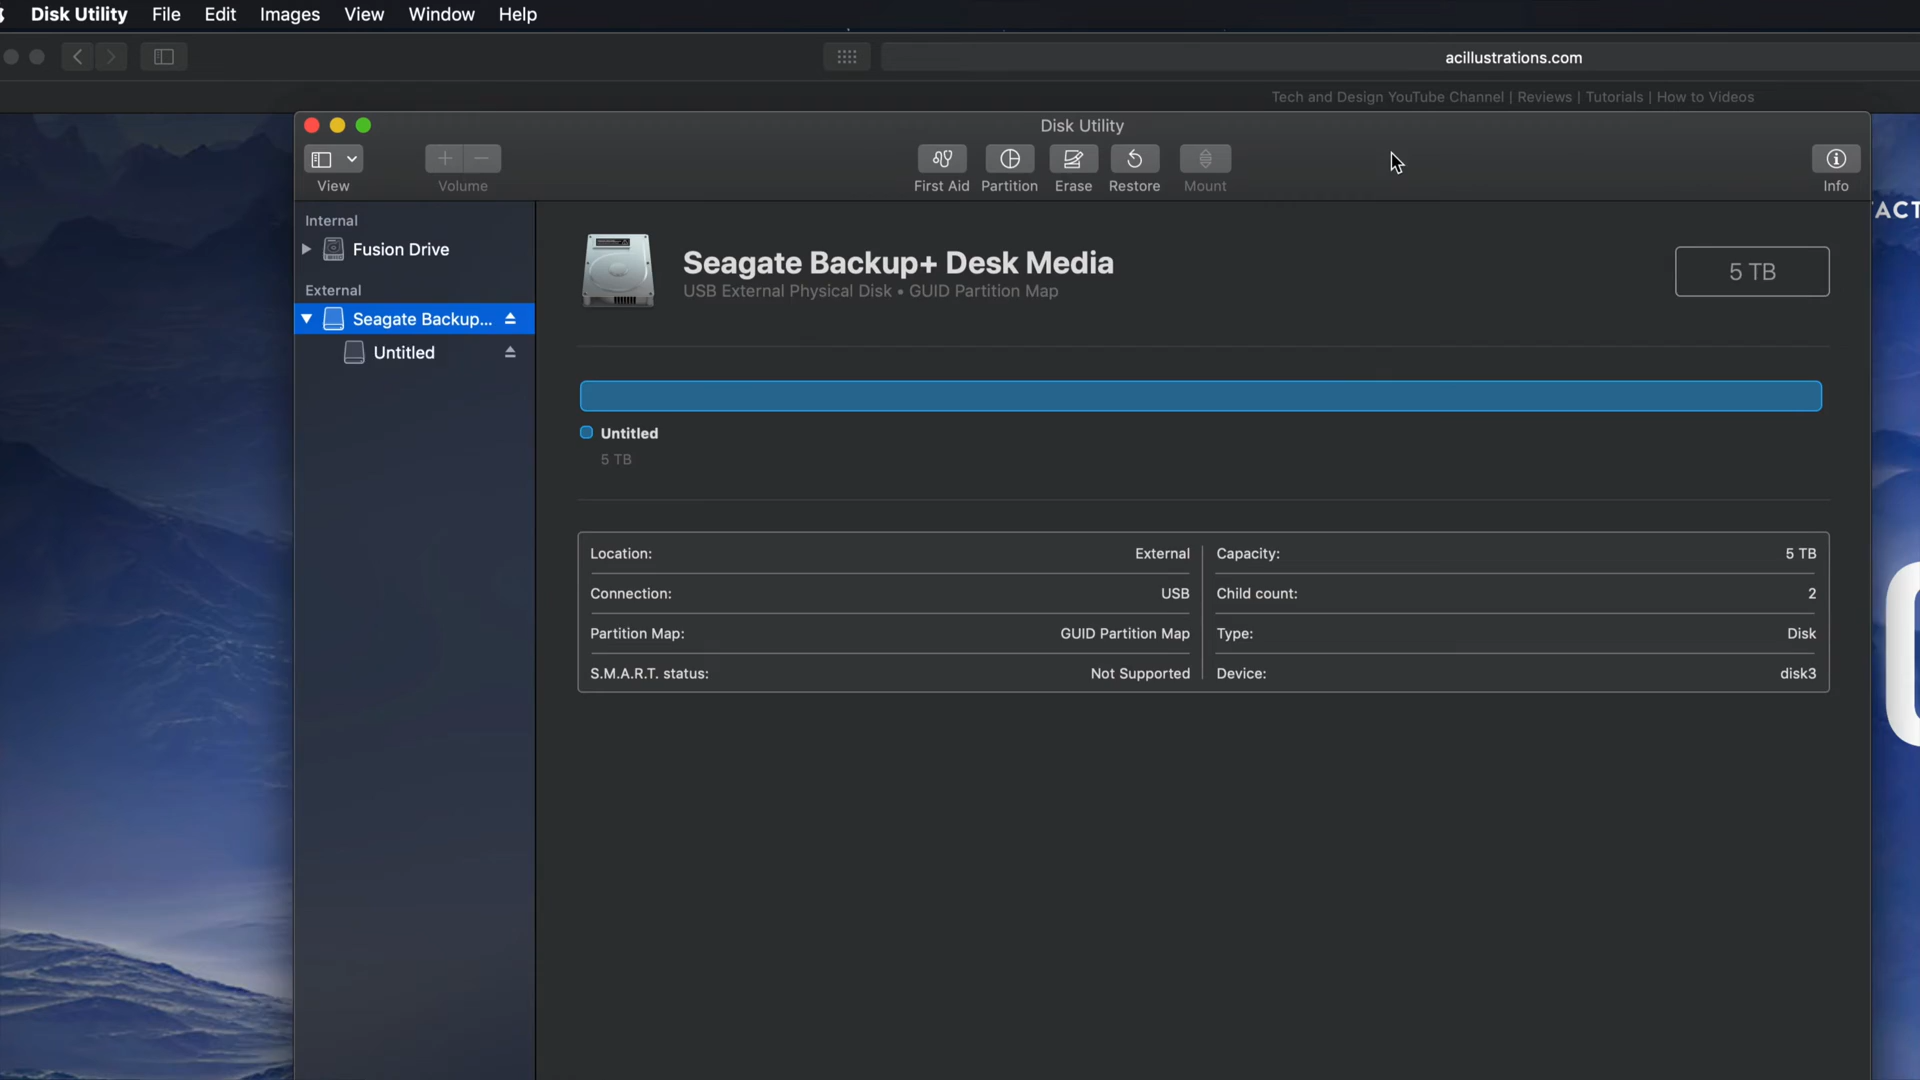 Disk Utility File Edit Images View Window Help
acillustrations.com
Tech and Design YouTube Channel | Reviews | Tutorials | How to Videos
Disk Utility
View Volume First Aid Partition Erase Restore Mount Info
Internal
Fusion Drive
External
Seagate Backup...
Untitled
Seagate Backup+ Desk Media
USB External Physical Disk • GUID Partition Map
5 TB
Untitled
5 TB
Location: External Capacity: 5 TB
Connection: USB Child count: 2
Partition Map: GUID Partition Map Type: Disk
S.M.A.R.T. status: Not Supported Device: disk3